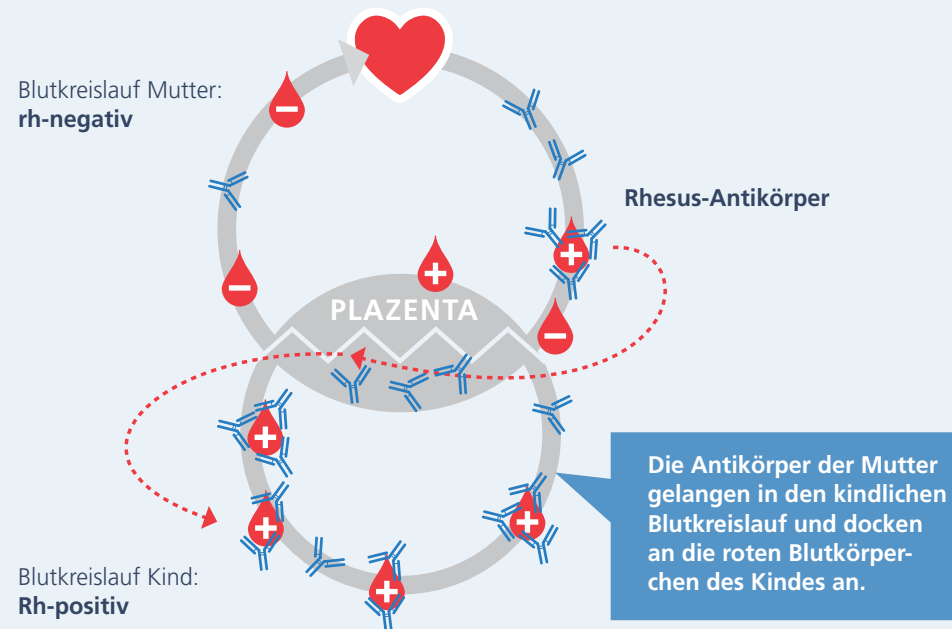 Blutkreislauf Mutter:
rh-negativ
Rhesus-Antikörper
PLAZENTA
Die Antikörper der Mutter
gelangen in den kindlichen
Blutkreislauf und docken
an die roten Blutkörper-
chen des Kindes an.
Blutkreislauf Kind:
Rh-positiv